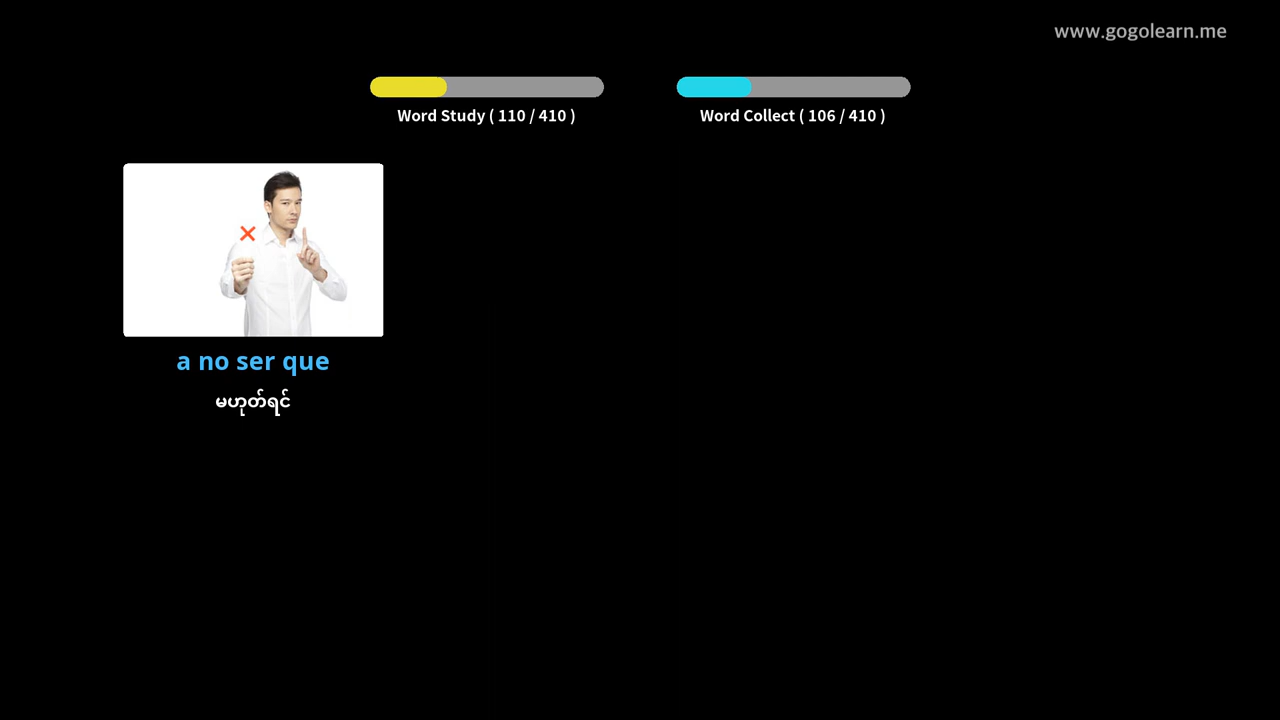 www.gogolearn.me
Word Study ( 110 / 410 )
Word Collect ( 106 / 410 )
a no ser que
မဟုတ်ရင်